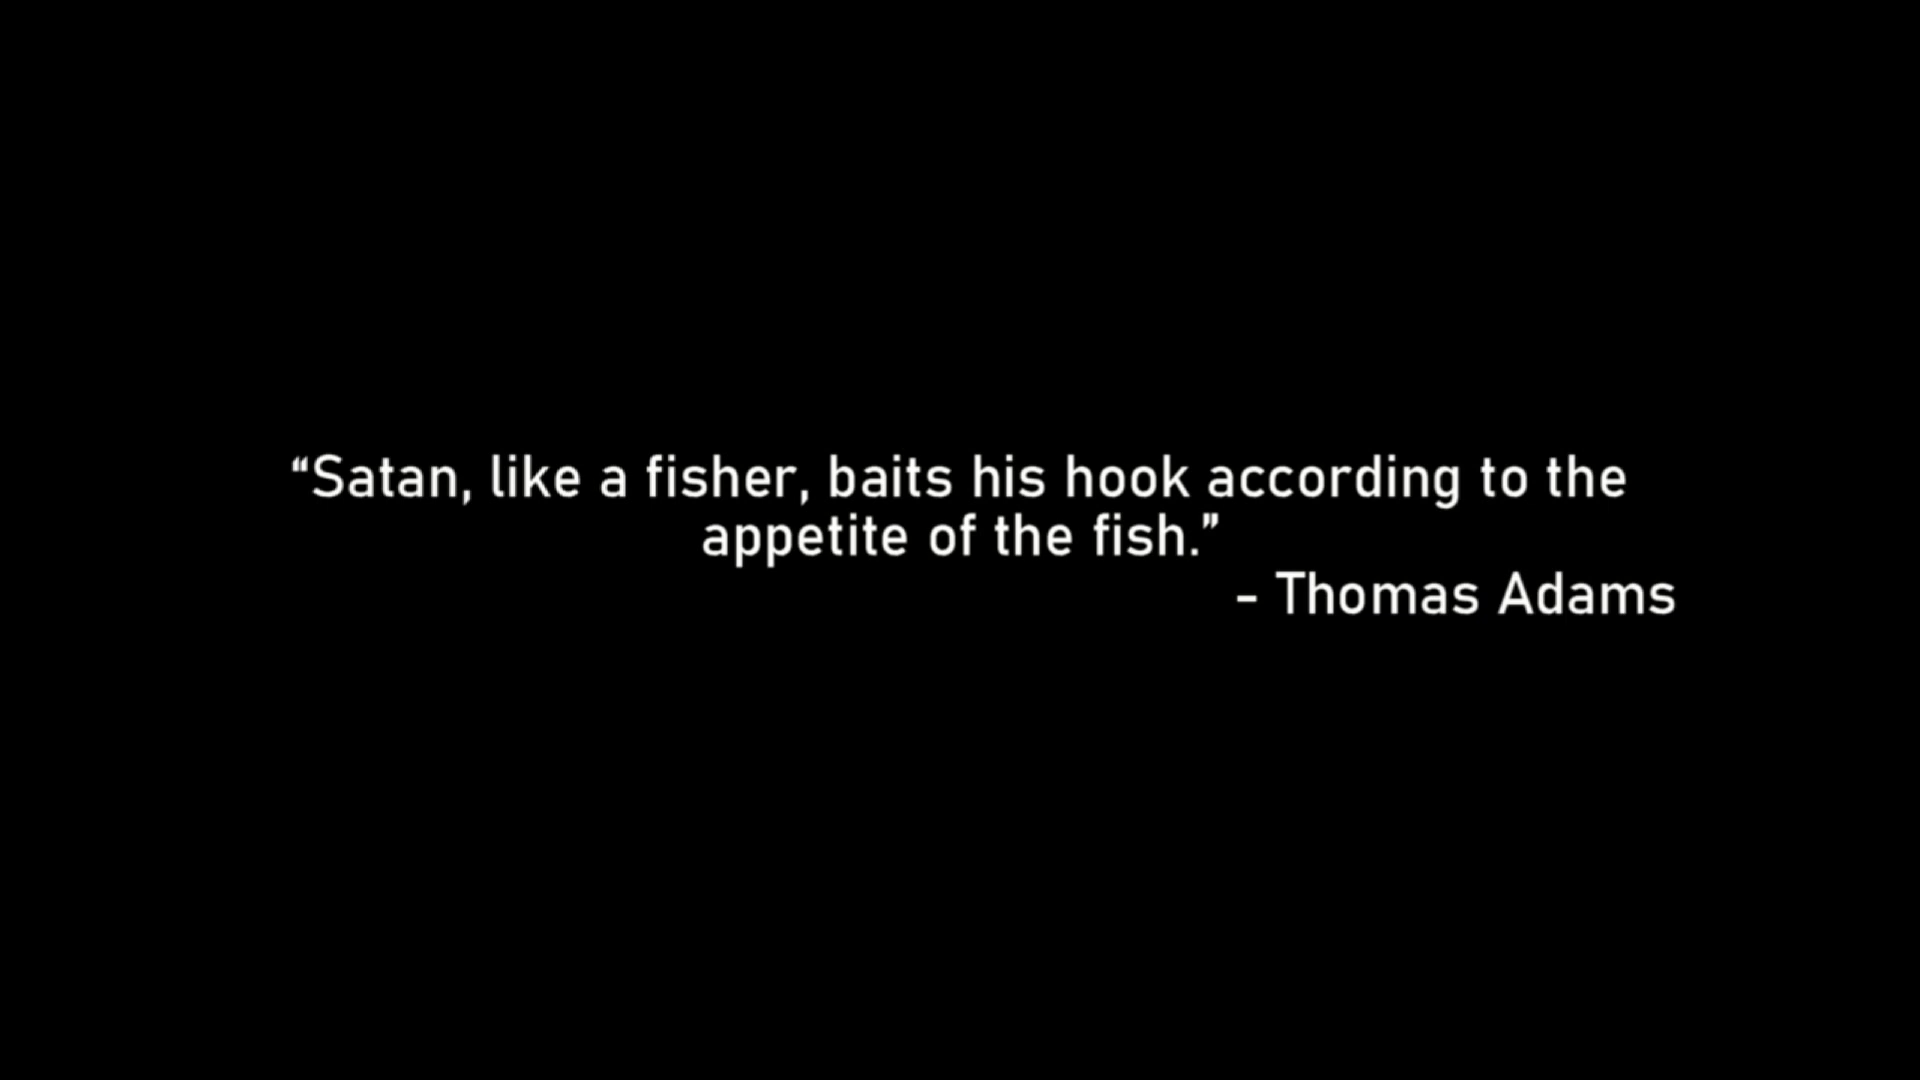 “Satan, like a fisher, baits his hook according to the
appetite of the fish.”
- Thomas Adams